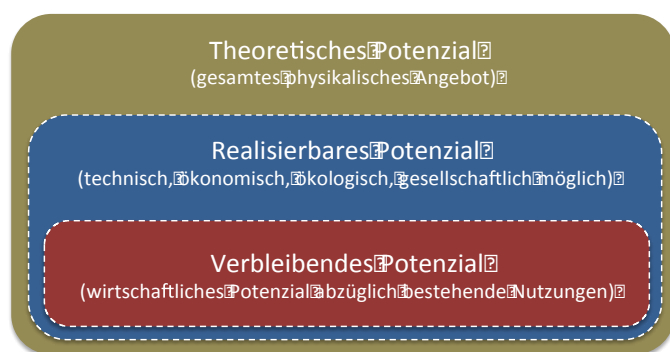 Theoretisches Potenzial
(gesamtes physikalisches Angebot)
Realisierbares Potenzial
(technisch, ökonomisch, ökologisch, gesellschaftlich möglich)
Verbleibendes Potenzial
(wirtschaftliches Potenzial abzüglich bestehende Nutzungen)